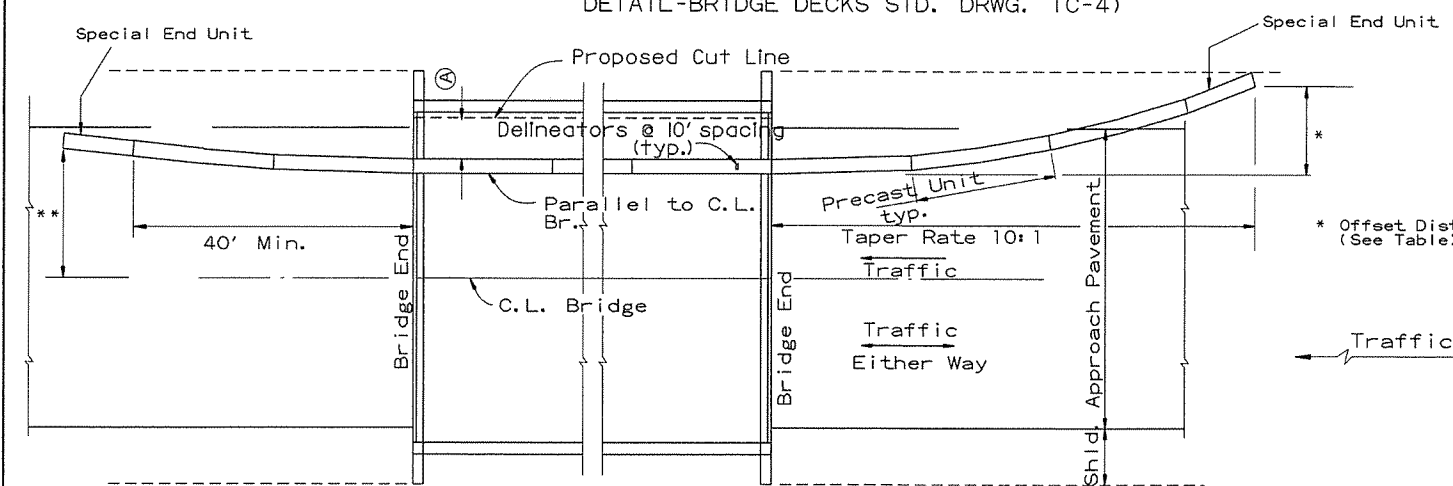 DETAIL-BRIDGE DECKS STD. DRWG. TC-4)
Special End Unit
Special End Unit
Proposed Cut Line
A
Delineators @ 10' spacing
(typ.)
*
**
Parallel to C.L.
Br.
Precast Unit
typ.
40' Min.
Taper Rate 10:1
* Offset Dist
(See Table)
Traffic
C.L. Bridge
Bridge End
Bridge End
Traffic
Either Way
Shld.
Approach Pavement
Traffic